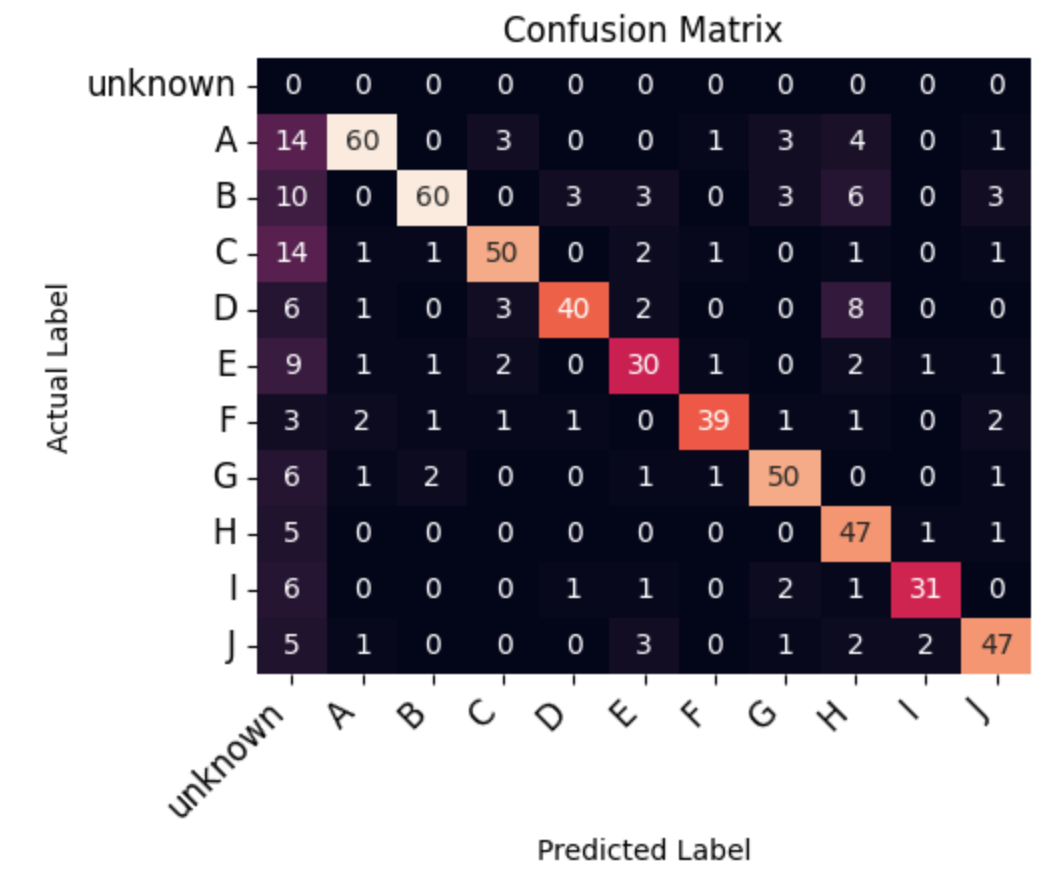 Confusion Matrix
unknown 0 0 0 0 0 0 0 0 0 0 0
A 14 60 0 3 0 0 1 3 4 0 1
B 10 0 60 0 3 3 0 3 6 0 3
C 14 1 1 50 0 2 1 0 1 0 1
D 6 1 0 3 40 2 0 0 8 0 0
E 9 1 1 2 0 30 1 0 2 1 1
F 3 2 1 1 1 0 39 1 1 0 2
G 6 1 2 0 0 1 1 50 0 0 1
H 5 0 0 0 0 0 0 0 47 1 1
I 6 0 0 0 1 1 0 2 1 31 0
J 5 1 0 0 0 3 0 1 2 2 47
Actual Label
unknown A B C D E F G H I J
Predicted Label